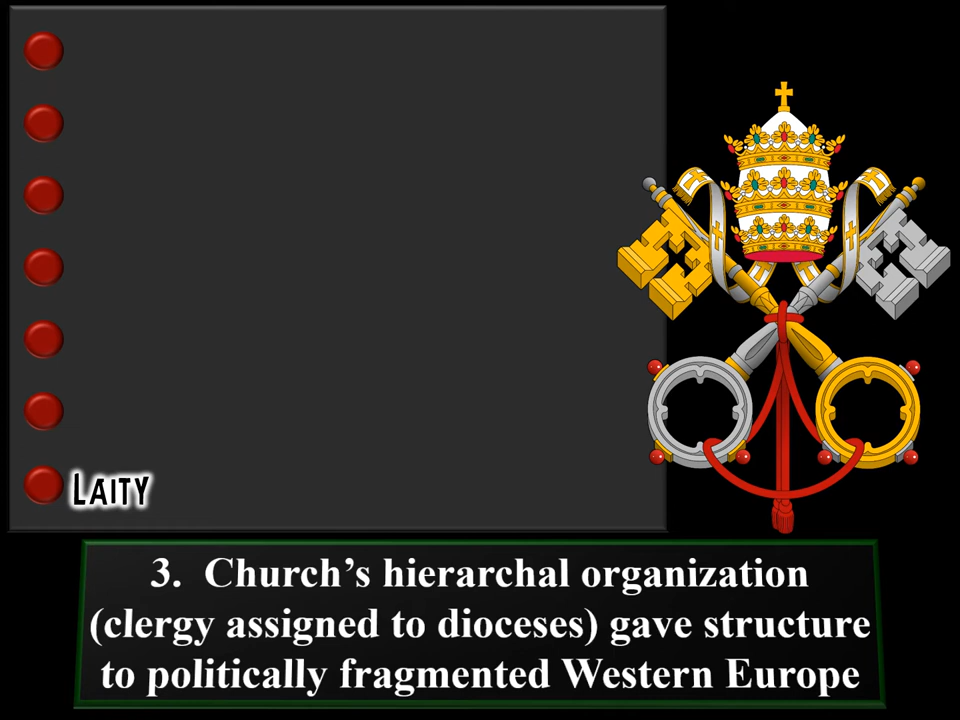 LAITY
3. Church’s hierarchal organization
(clergy assigned to dioceses) gave structure
to politically fragmented Western Europe